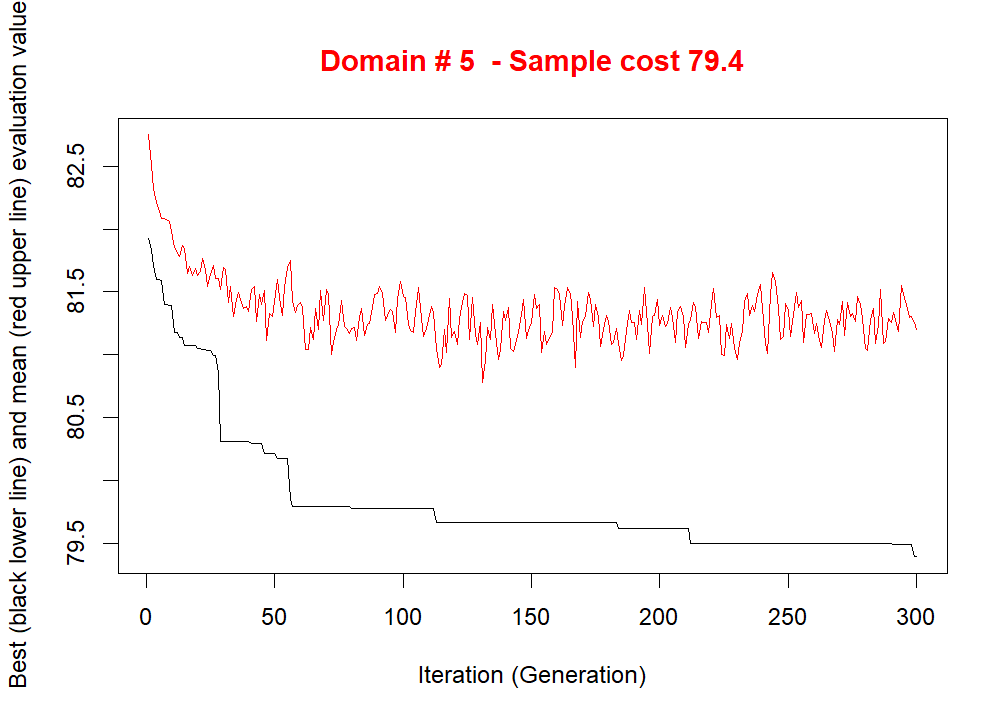 Domain # 5  - Sample cost 79.4
Best (black lower line) and mean (red upper line) evaluation value
82.5
81.5
80.5
79.5
0 50 100 150 200 250 300
Iteration (Generation)